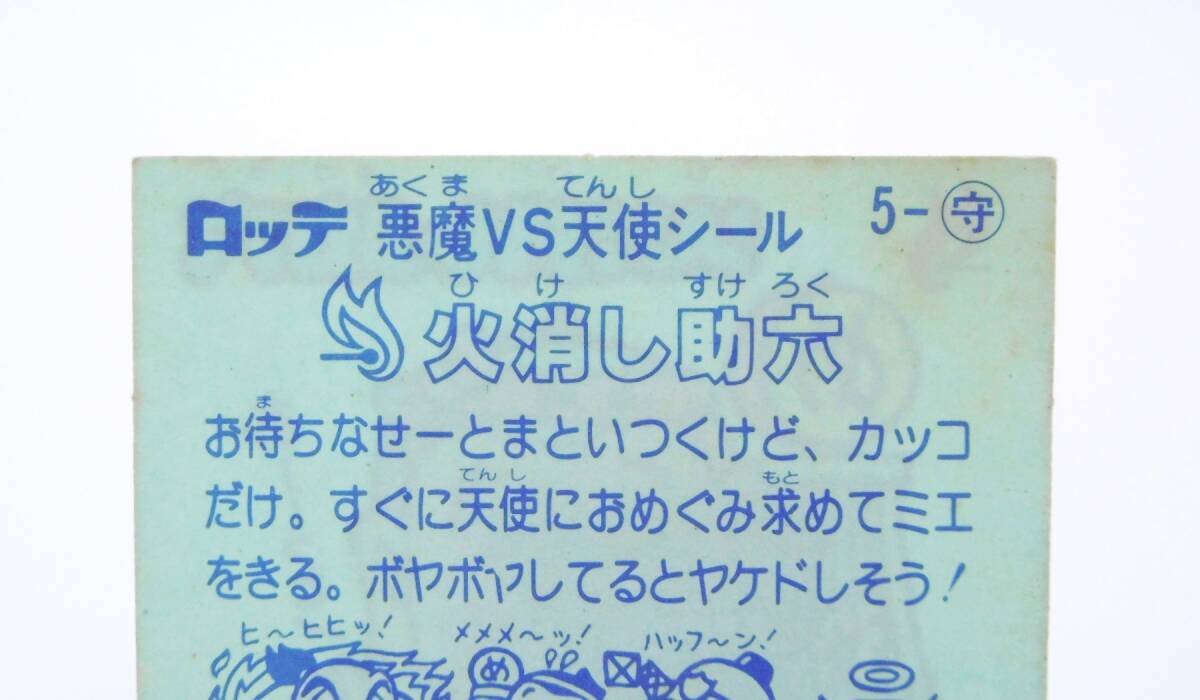 あくま てんし
ロッテ 悪魔VS天使シール 5-守
ひ け すけ ろく
火消し助六
ま
お待ちなせーとまといつくけど、カッコ
てんし もと
だけ。すぐに天使におめぐみ求めてミエ
をきる。ボヤボヤしてるとヤケドしそう!
ヒ〜ヒヒッ! メメメ〜ッ! ハッフ〜ン!
め